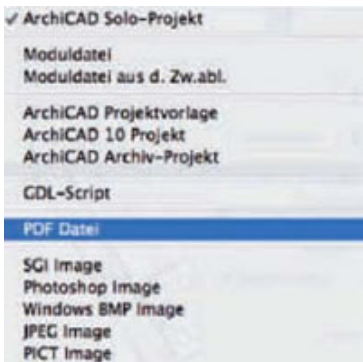 ✓ ArchiCAD Solo-Projekt
Moduldatei
Moduldatei aus d. Zw.abl.
ArchiCAD Projektvorlage
ArchiCAD 10 Projekt
ArchiCAD Archiv-Projekt
GDL-Script
PDF Datei
SGI Image
Photoshop Image
Windows BMP Image
JPEG Image
PICT Image